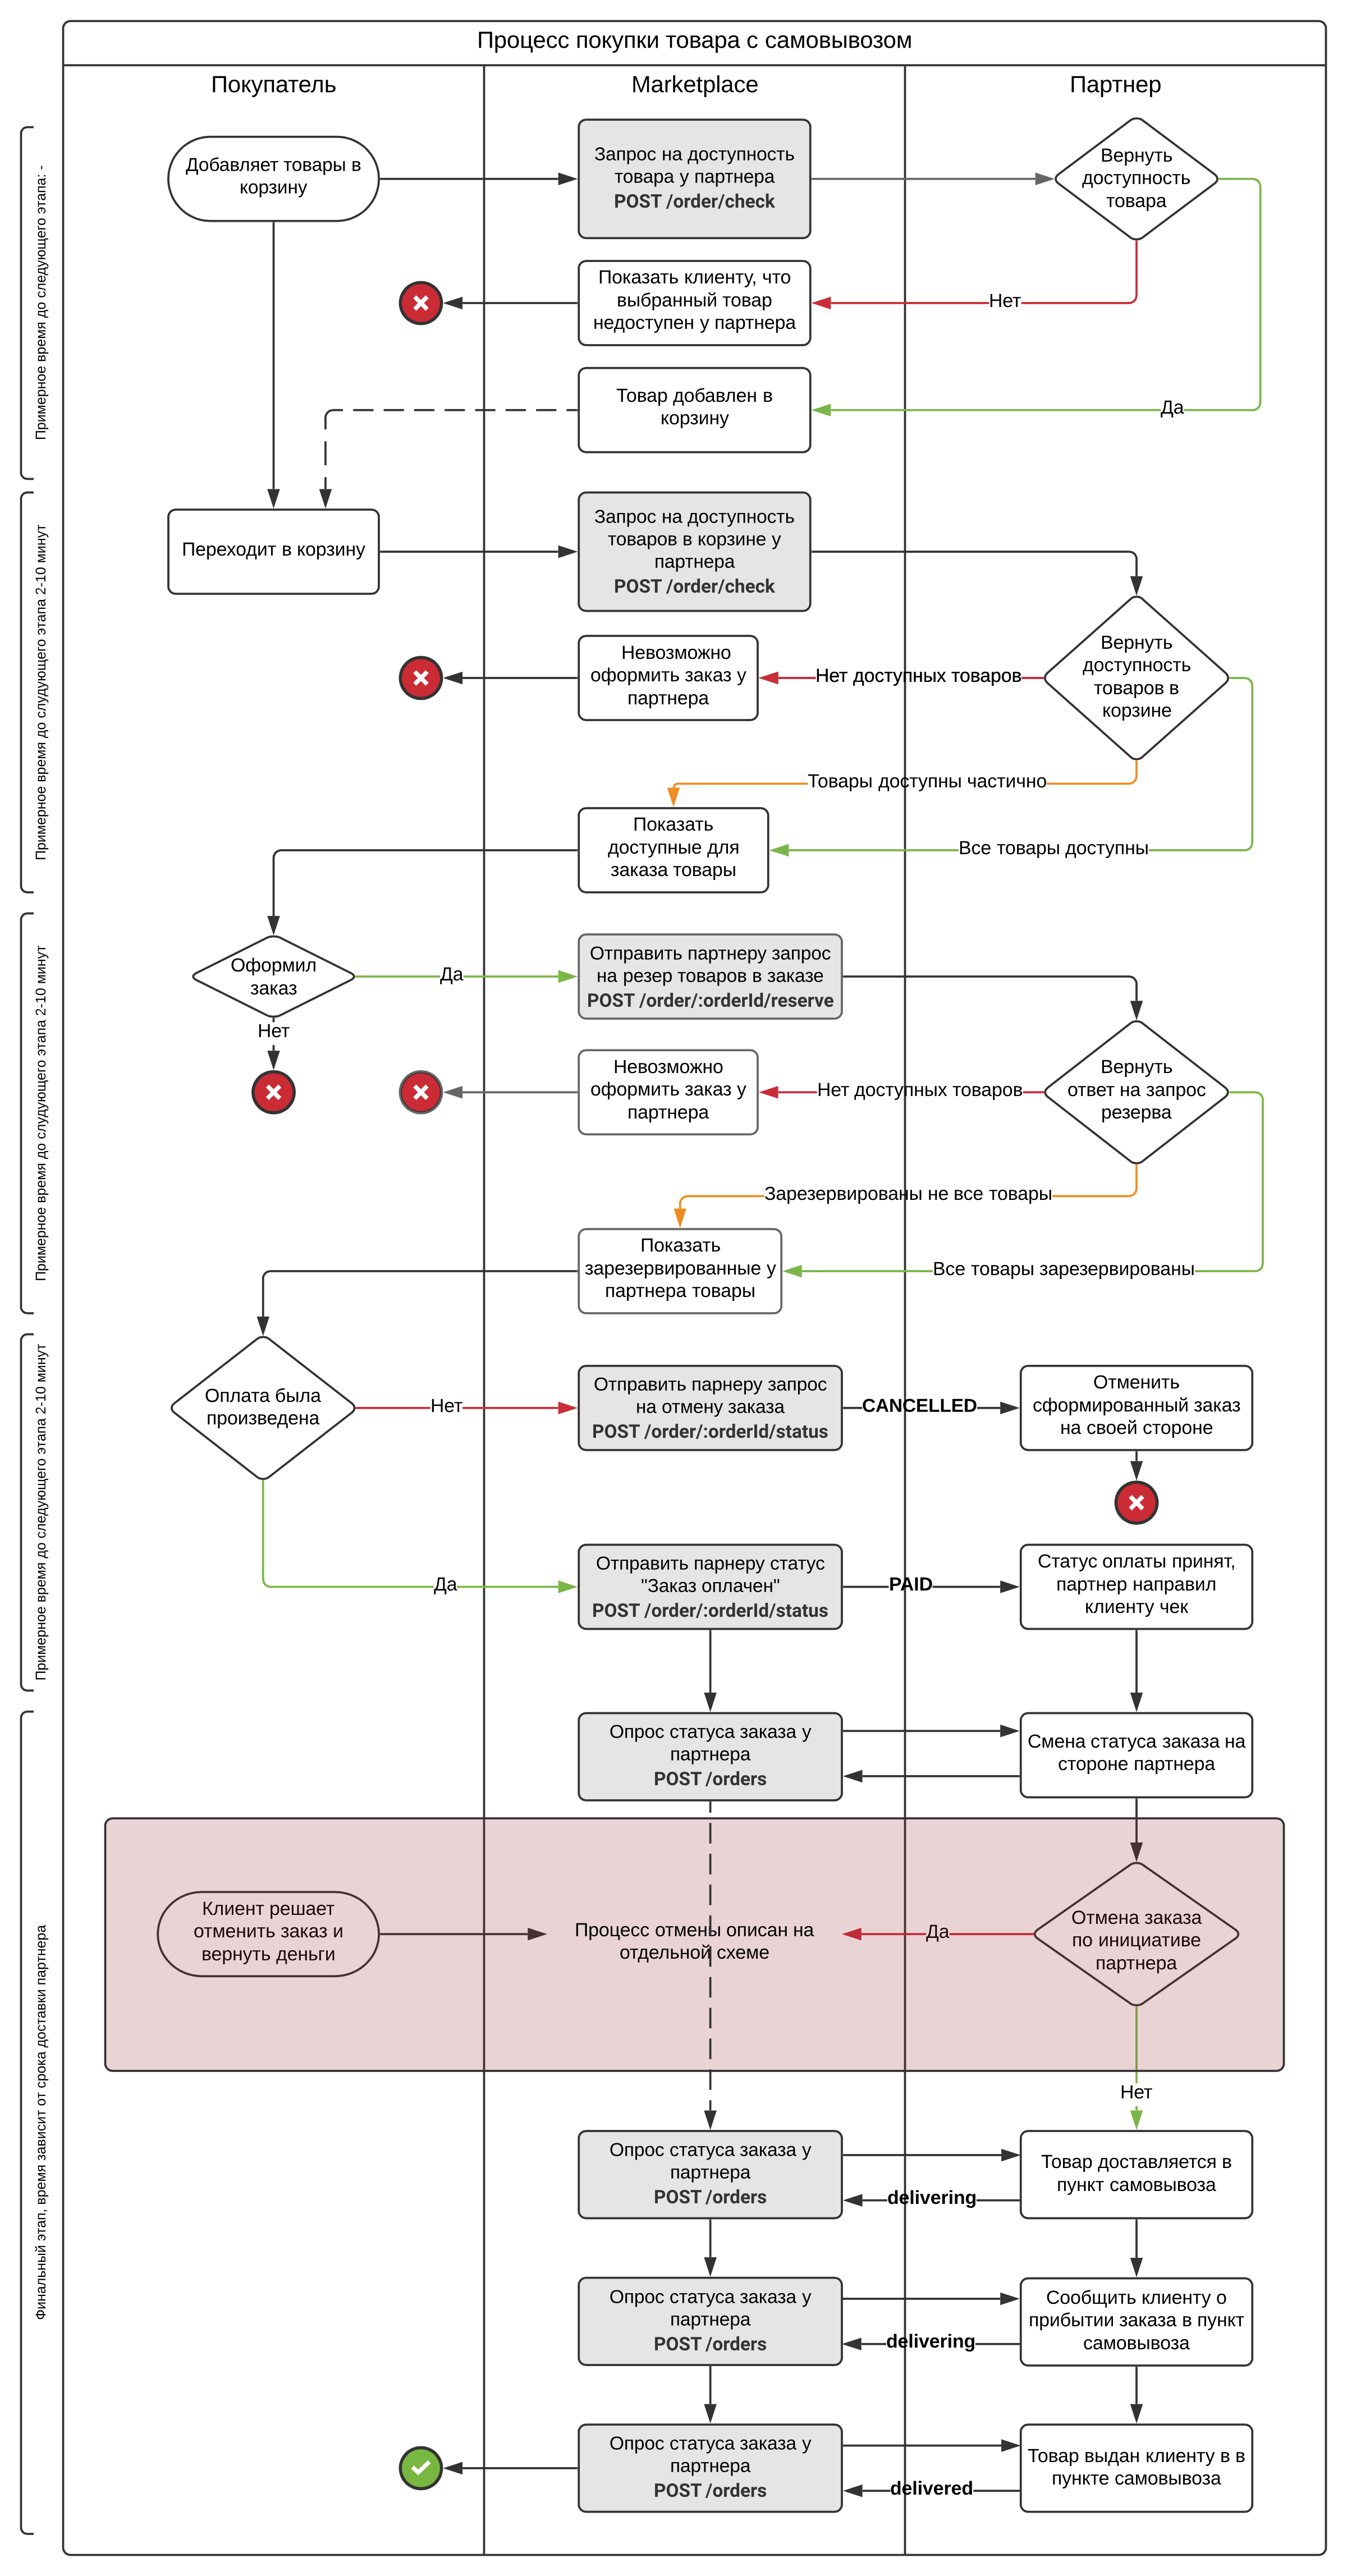 Процесс покупки товара с самовывозом
Покупатель
Marketplace
Партнер
Примерное время до следующего этапа: -
Добавляет товары в
корзину
Запрос на доступность
товара у партнера
POST /order/check
Вернуть
доступность
товара
Показать клиенту, что
выбранный товар
недоступен у партнера
Нет
Товар добавлен в
корзину
Да
Примерное время до слудующего этапа 2-10 минут
Переходит в корзину
Запрос на доступность
товаров в корзине у
партнера
POST /order/check
Вернуть
доступность
товаров в
корзине
Невозможно
оформить заказ у
партнера
Нет доступных товаров
Товары доступны частично
Показать
доступные для
заказа товары
Все товары доступны
Примерное время до слудующего этапа 2-10 минут
Оформил
заказ
Да
Нет
Отправить партнеру запрос
на резер товаров в заказе
POST /order/:orderId/reserve
Вернуть
ответ на запрос
резерва
Невозможно
оформить заказ у
партнера
Нет доступных товаров
Зарезервированы не все товары
Показать
зарезервированные у
партнера товары
Все товары зарезервированы
Примерное время до следующего этапа 2-10 минут
Оплата была
произведена
Нет
Отправить парнеру запрос
на отмену заказа
POST /order/:orderId/status
CANCELLED
Отменить
сформированный заказ
на своей стороне
Да
Отправить парнеру статус
"Заказ оплачен"
POST /order/:orderId/status
PAID
Статус оплаты принят,
партнер направил
клиенту чек
Финальный этап, время зависит от срока доставки партнера
Опрос статуса заказа у
партнера
POST /orders
Смена статуса заказа на
стороне партнера
Клиент решает
отменить заказ и
вернуть деньги
Процесс отмены описан на
отдельной схеме
Да
Отмена заказа
по инициативе
партнера
Нет
Опрос статуса заказа у
партнера
POST /orders
delivering
Товар доставляется в
пункт самовывоза
Опрос статуса заказа у
партнера
POST /orders
delivering
Сообщить клиенту о
прибытии заказа в пункт
самовывоза
Опрос статуса заказа у
партнера
POST /orders
delivered
Товар выдан клиенту в в
пункте самовывоза